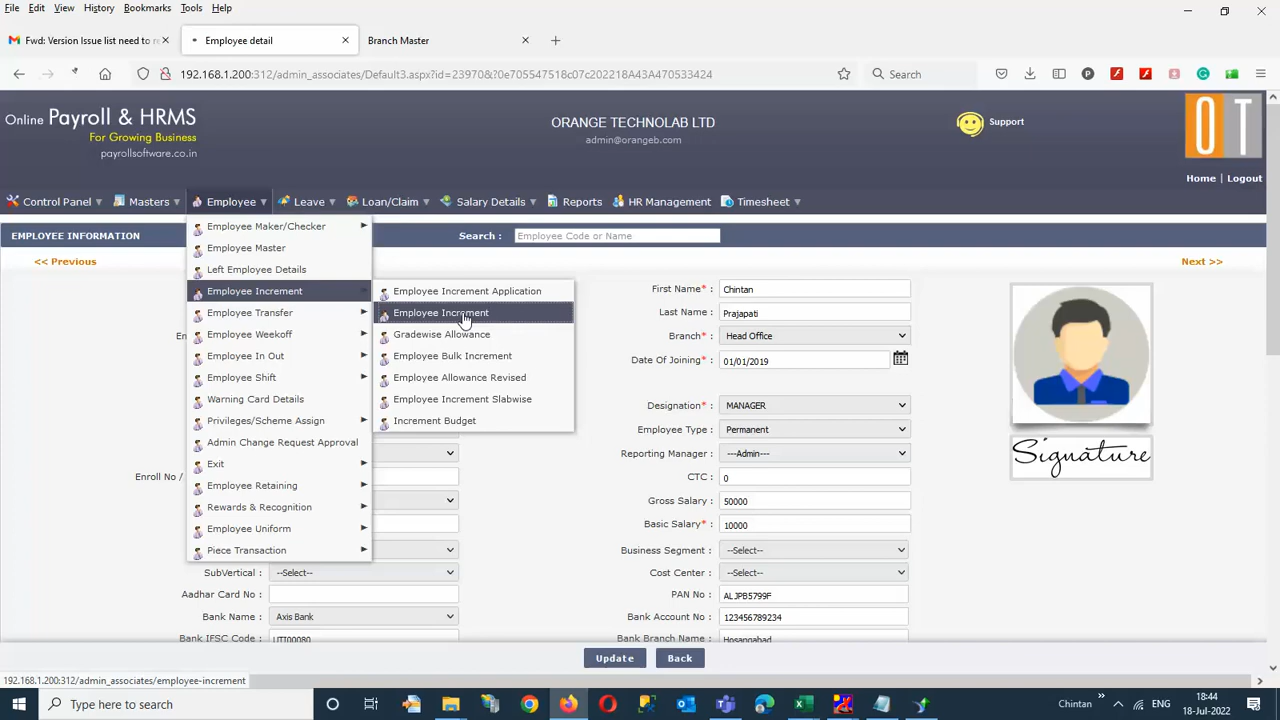 File Edit View History Bookmarks Tools Help
Fwd: Version Issue list need to r
Employee detail
Branch Master
192.168.1.200:312/admin_associates/Default3.aspx?id=23970&!0e7055475!8c07c202218A43A470533424
Search
Online Payroll & HRMS
For Growing Business
payrollsoftware.co.in
ORANGE TECHNOLAB LTD
admin@orangeb.com
Support
OT
Home | Logout
Control Panel Masters Employee Leave Loan/Claim Salary Details Reports HR Management Timesheet
EMPLOYEE INFORMATION
Search : Employee Code or Name
<< Previous
Next >>
Employee Maker/Checker
Employee Master
Left Employee Details
Employee Increment
Employee Transfer
Employee Weekoff
Employee In Out
Employee Shift
Warning Card Details
Privileges/Scheme Assign
Admin Change Request Approval
Exit
Employee Retaining
Rewards & Recognition
Employee Uniform
Piece Transaction
Employee Increment Application
Employee Increment
Gradewise Allowance
Employee Bulk Increment
Employee Allowance Revised
Employee Increment Slabwise
Increment Budget
Enroll No /
SubVertical : --Select--
Aadhar Card No :
Bank Name : Axis Bank
Bank IFSC Code : UTI00080
First Name* : Chintan
Last Name* : Prajapati
Branch* : Head Office
Date Of Joining* : 01/01/2019
Designation* : MANAGER
Employee Type* : Permanent
Reporting Manager* : ---Admin--
CTC : 0
Gross Salary : 50000
Basic Salary* : 10000
Business Segment : --Select--
Cost Center : --Select--
PAN No : ALJPB5799F
Bank Account No : 123456789234
Bank Branch Name : Hosangabad
Signature
Update Back
192.168.1.200:312/admin_associates/employee-increment
Type here to search
Chintan
ENG
18:44
18-Jul-2022